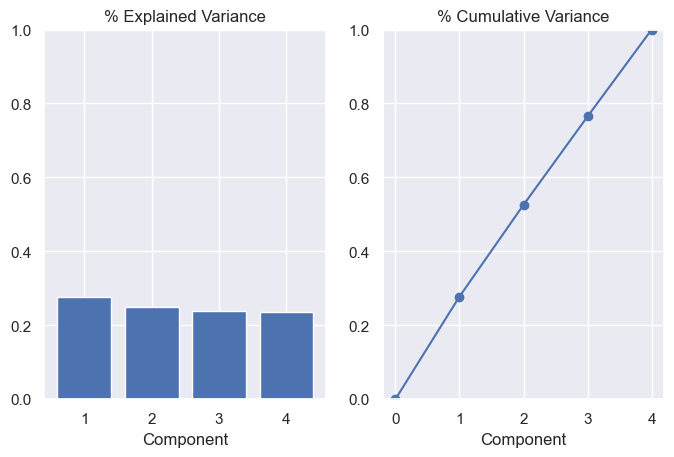 % Explained Variance
1.0
0.8
0.6
0.4
0.2
0.0
1 2 3 4
Component
% Cumulative Variance
1.0
0.8
0.6
0.4
0.2
0.0
0 1 2 3 4
Component